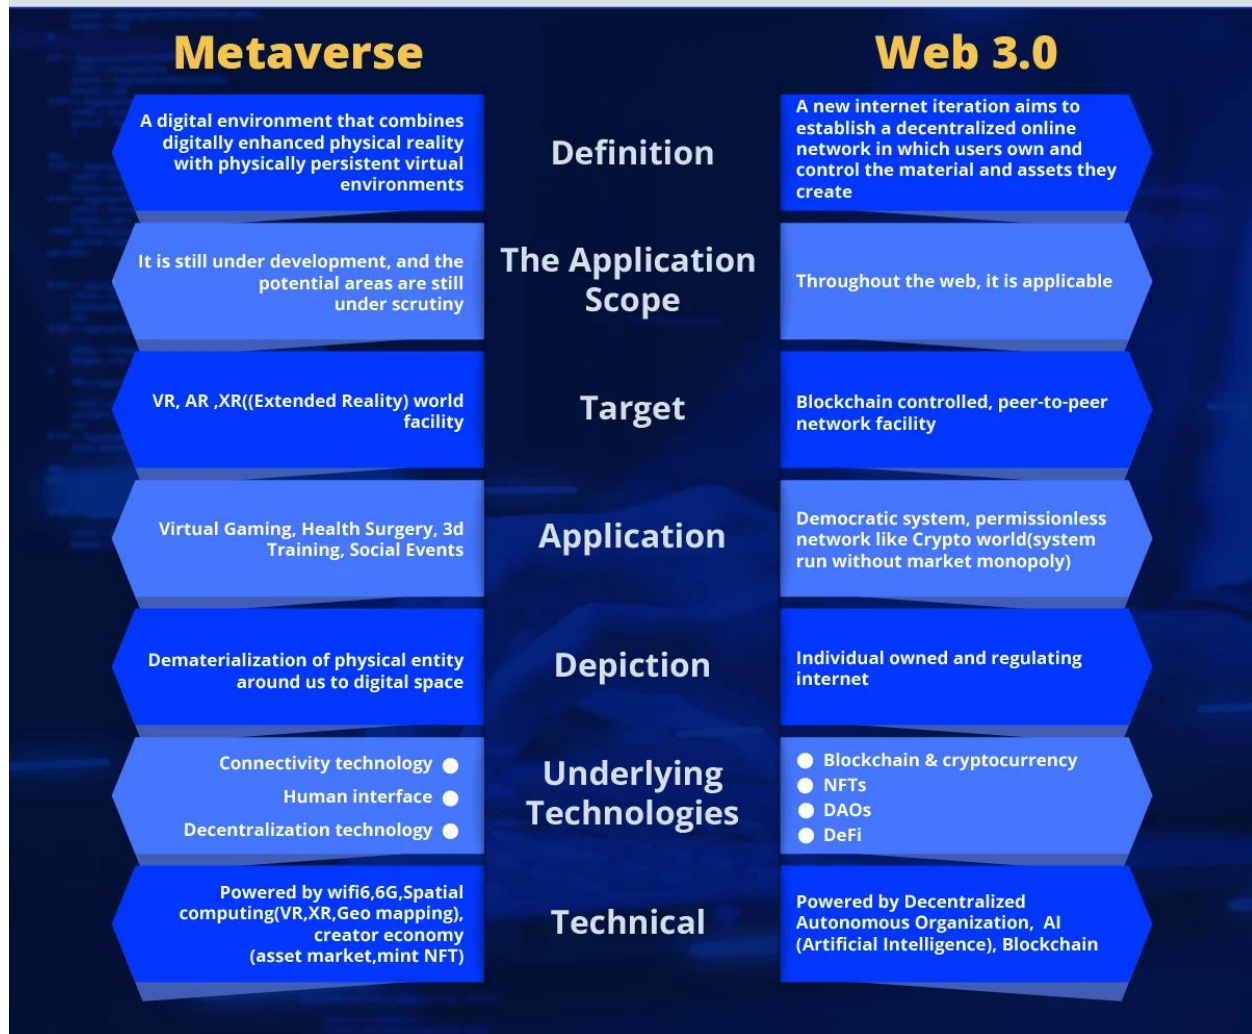 Metaverse
Web 3.0
A digital environment that combines
digitally enhanced physical reality
with physically persistent virtual
environments
Definition
A new internet iteration aims to
establish a decentralized online
network in which users own and
control the material and assets they
create
It is still under development, and the
potential areas are still
under scrutiny
The Application
Scope
Throughout the web, it is applicable
VR, AR ,XR((Extended Reality) world
facility
Target
Blockchain controlled, peer-to-peer
network facility
Virtual Gaming, Health Surgery, 3d
Training, Social Events
Application
Democratic system, permissionless
network like Crypto world(system
run without market monopoly)
Dematerialization of physical entity
around us to digital space
Depiction
Individual owned and regulating
internet
Connectivity technology
Human interface
Decentralization technology
Underlying
Technologies
Blockchain & cryptocurrency
NFTs
DAOs
DeFi
Powered by wifi6,6G,Spatial
computing(VR,XR,Geo mapping),
creator economy
(asset market,mint NFT)
Technical
Powered by Decentralized
Autonomous Organization,  AI
(Artificial Intelligence), Blockchain